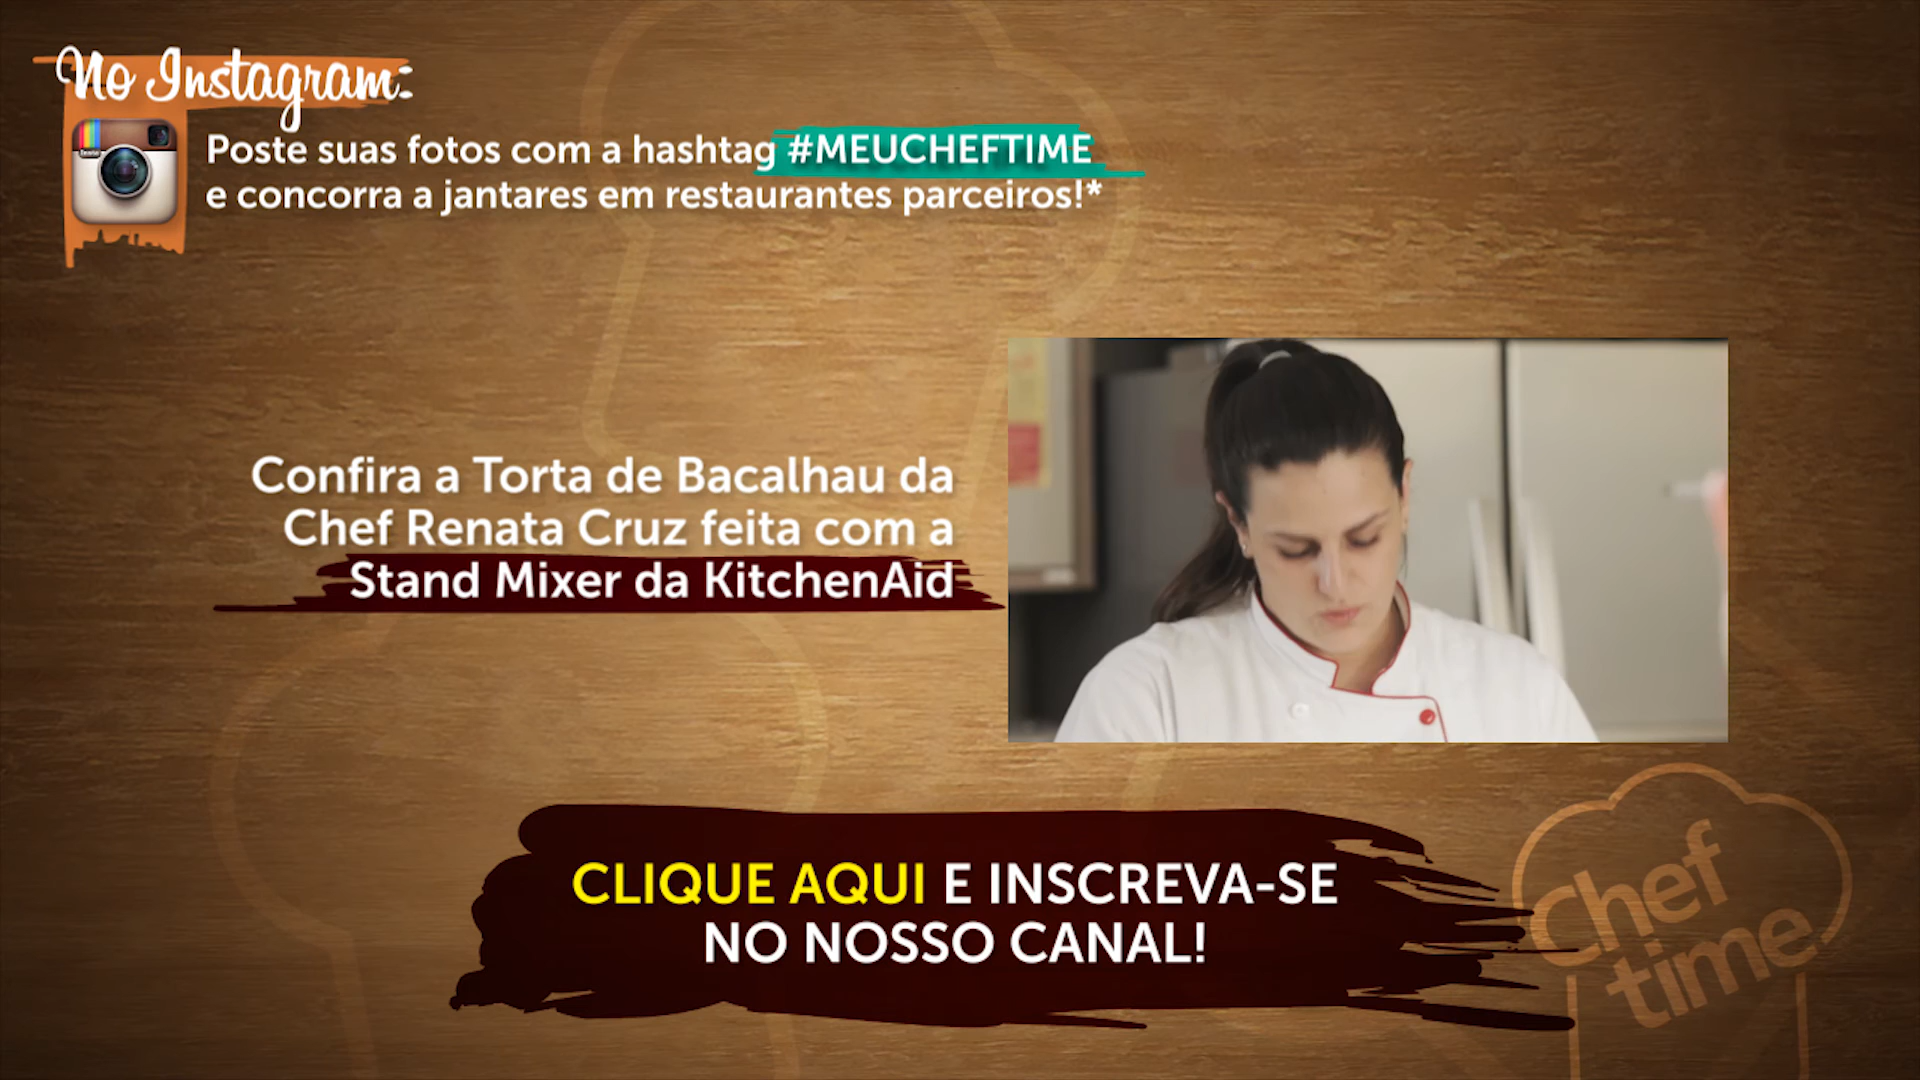 No Instagram:
Poste suas fotos com a hashtag #MEUCHEFTIME
e concorra a jantares em restaurantes parceiros!*
Confira a Torta de Bacalhau da
Chef Renata Cruz feita com a
Stand Mixer da KitchenAid
CLIQUE AQUI E INSCREVA-SE
NO NOSSO CANAL!
Chef
time